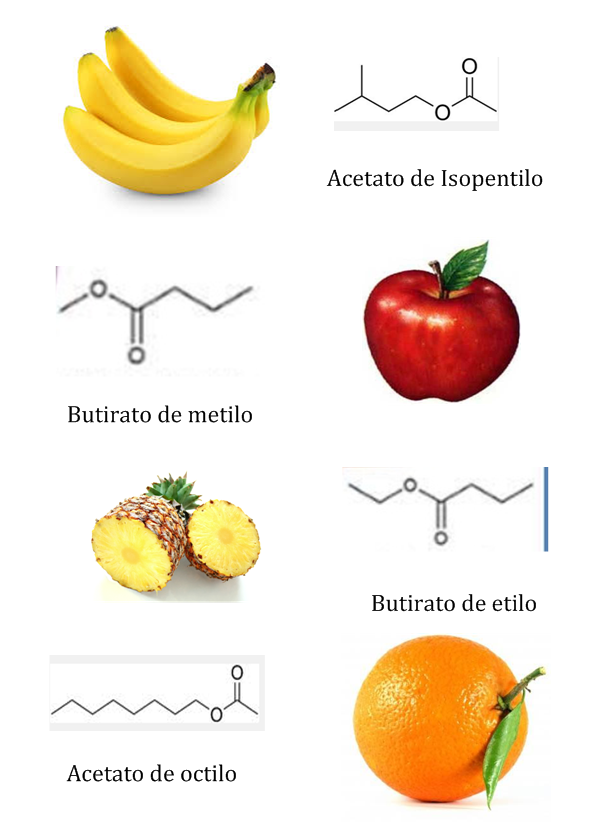 O
O
Acetato de Isopentilo
O
O
Butirato de metilo
O
O
Butirato de etilo
O
O
Acetato de octilo